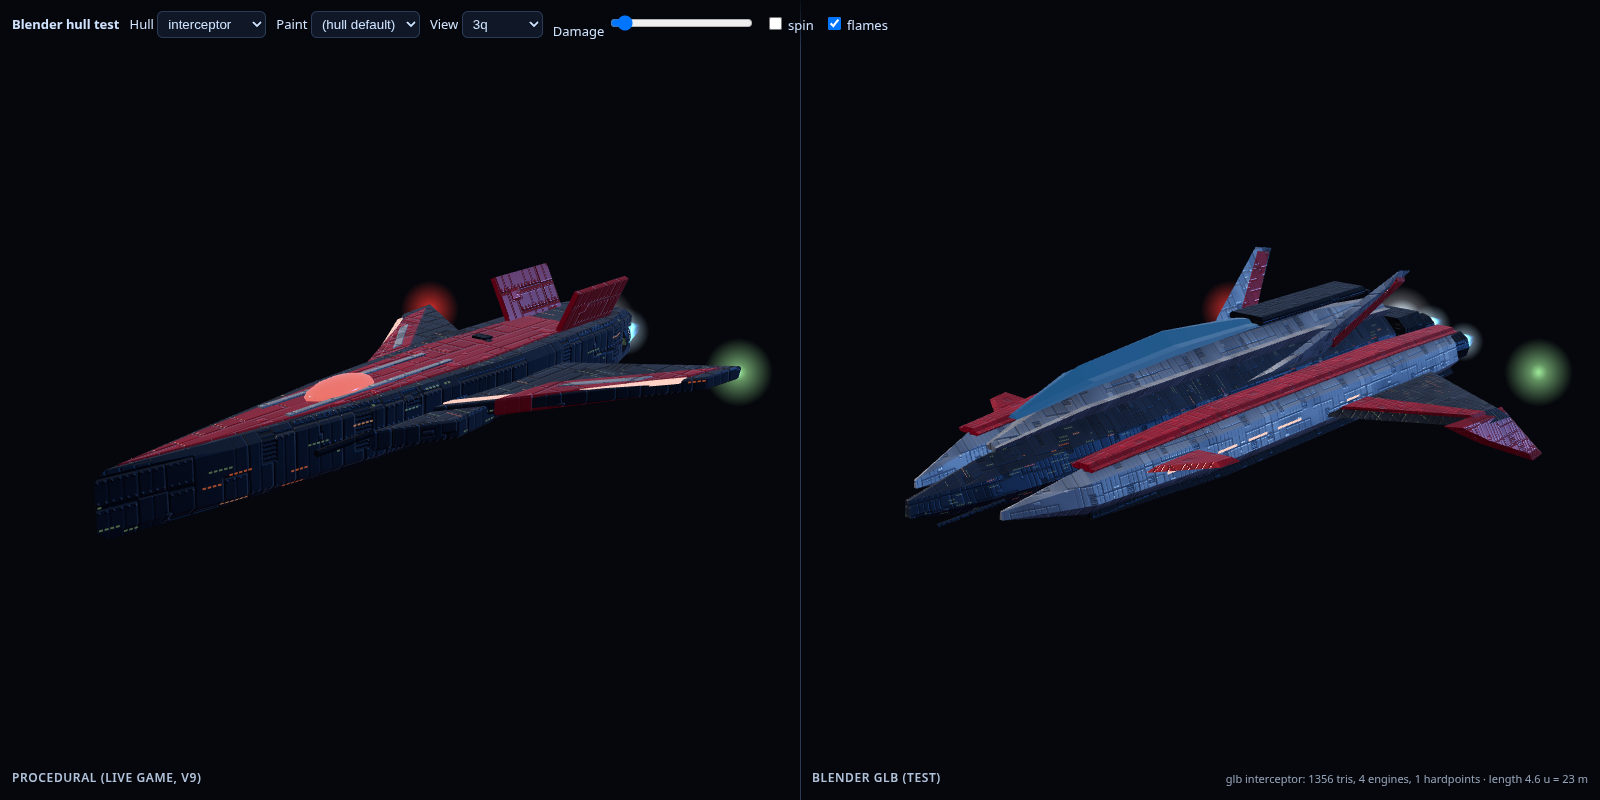 Blender hull test Hull interceptor Paint (hull default) View 3q Damage spin flames
PROCEDURAL (LIVE GAME, V9)
BLENDER GLB (TEST)
glb interceptor: 1356 tris, 4 engines, 1 hardpoints · length 4.6 u = 23 m